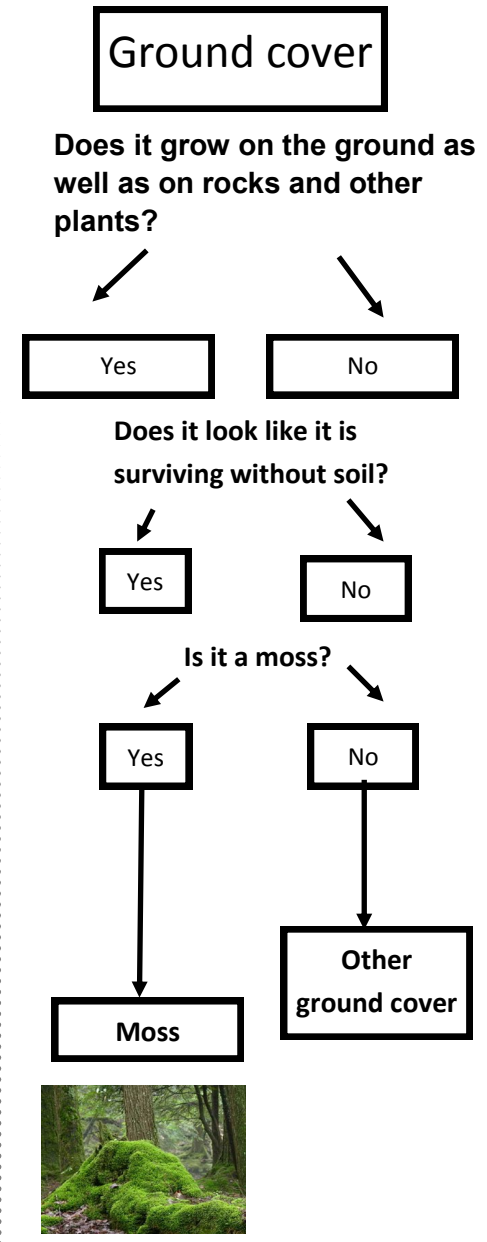 Ground cover
Does it grow on the ground as
well as on rocks and other
plants?
Yes
No
Does it look like it is
surviving without soil?
Yes
No
Is it a moss?
Yes
No
Other
ground cover
Moss